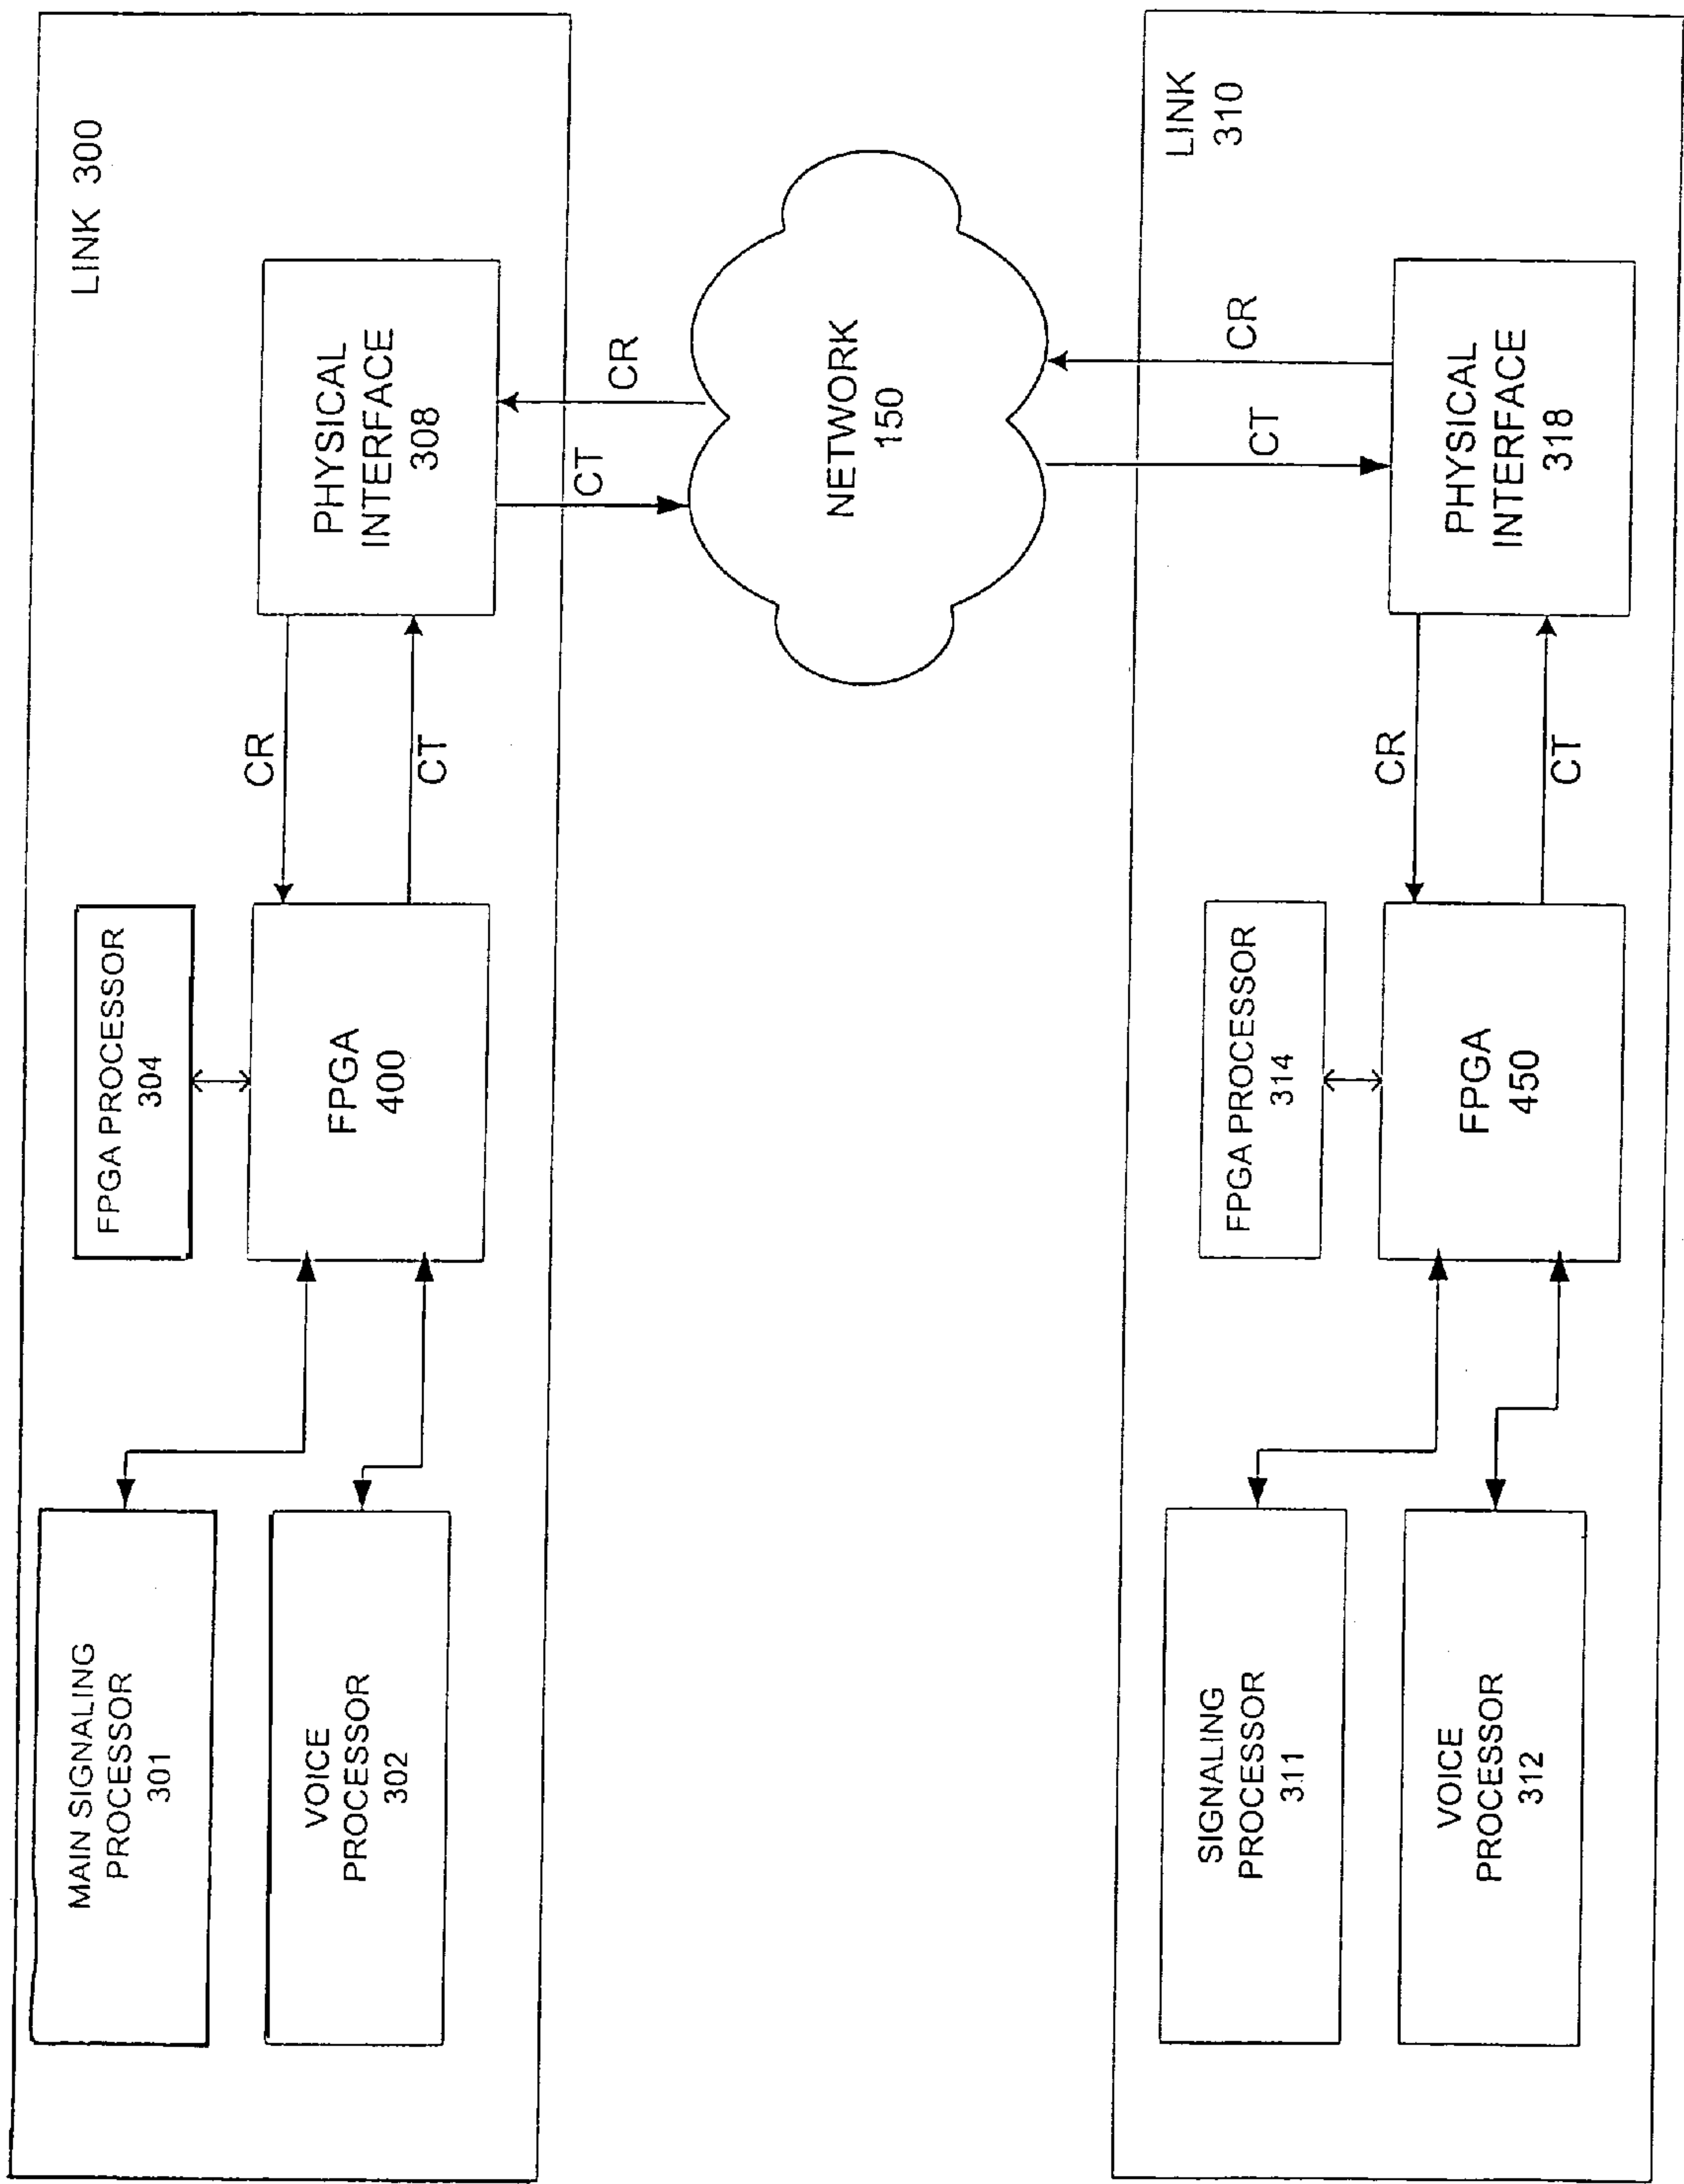 LINK 300
MAIN SIGNALING
PROCESSOR
301
VOICE
PROCESSOR
302
FPGA PROCESSOR
304
FPGA
400
CR
CT
PHYSICAL
INTERFACE
308
CT
CR
NETWORK
150
CT
CR
LINK
310
SIGNALING
PROCESSOR
311
VOICE
PROCESSOR
312
FPGA PROCESSOR
314
FPGA
450
CR
CT
PHYSICAL
INTERFACE
318